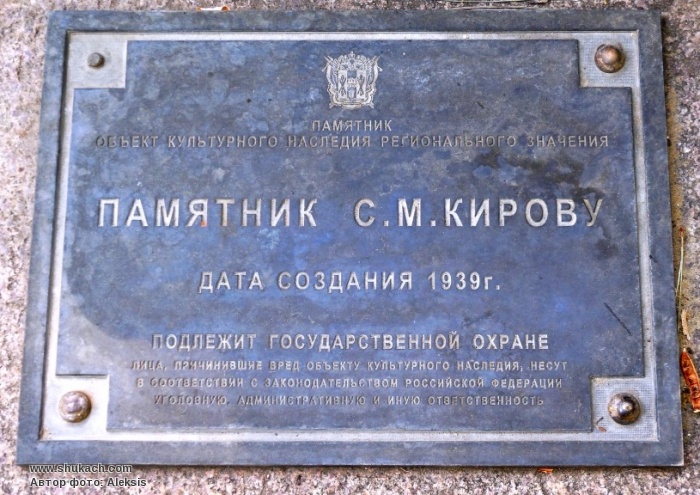 ПАМЯТНИК
ОБЪЕКТ КУЛЬТУРНОГО НАСЛЕДИЯ РЕГИОНАЛЬНОГО ЗНАЧЕНИЯ
ПАМЯТНИК С.М.КИРОВУ
ДАТА СОЗДАНИЯ 1939г.
ПОДЛЕЖИТ ГОСУДАРСТВЕННОЙ ОХРАНЕ
ЛИЦА, ПРИЧИНИВШИЕ ВРЕД ОБЪЕКТУ КУЛЬТУРНОГО НАСЛЕДИЯ, НЕСУТ
В СООТВЕТСТВИИ С ЗАКОНОДАТЕЛЬСТВОМ РОССИЙСКОЙ ФЕДЕРАЦИИ
УГОЛОВНУЮ, АДМИНИСТРАТИВНУЮ И ИНУЮ ОТВЕТСТВЕННОСТЬ
www.shukach.com
Автор фото: Aleksis